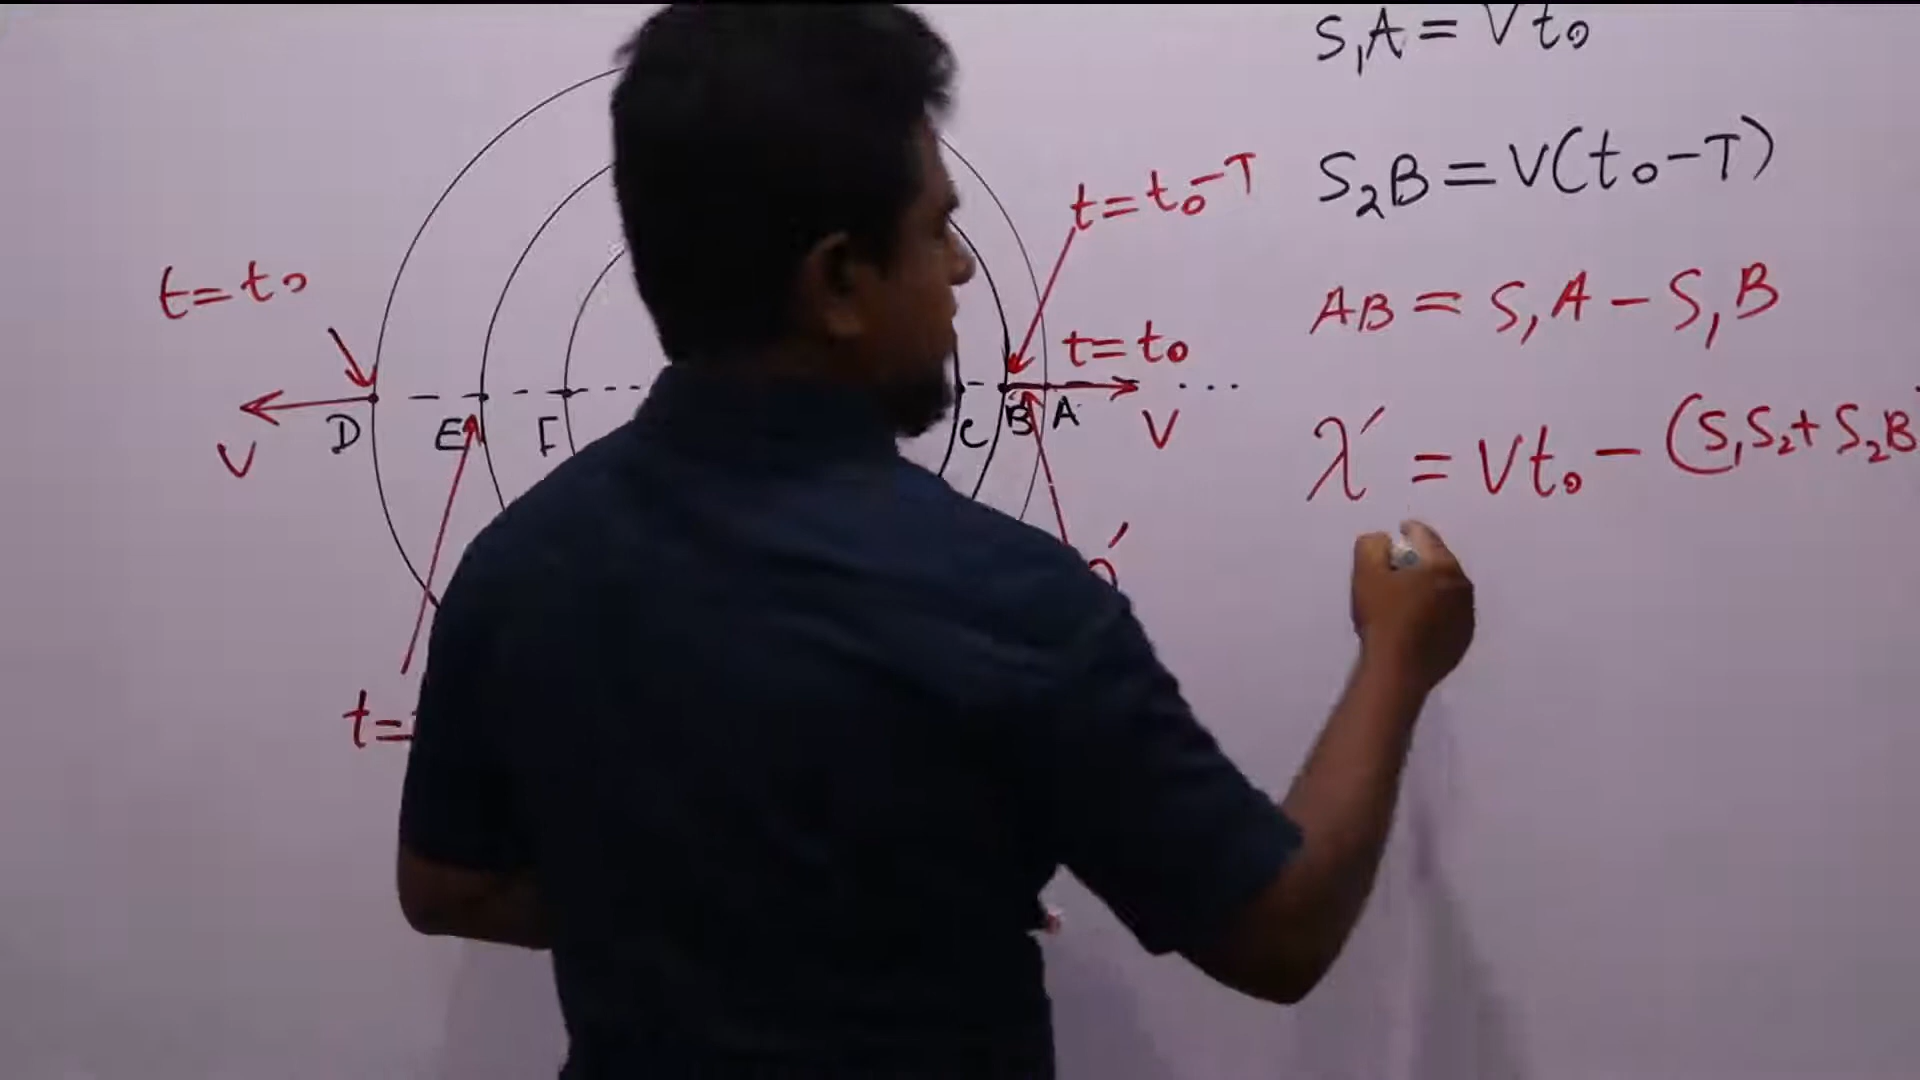 S₁A = Vt₀
S₂B = V(t₀-T)
AB = S₁A - S₁B
λ' = Vt₀ - (S₁S₂ + S₂B
t = t₀-T
t = t₀
V
t = t₀
V
D
E
F
C
B
A
t =